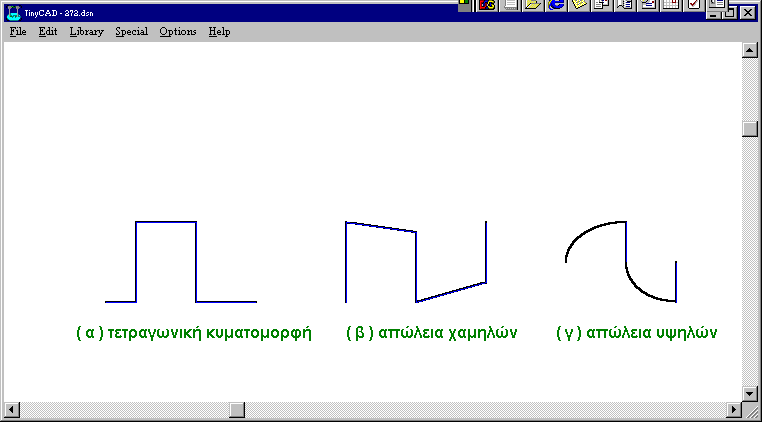 TinyCAD - 373.dsn
File Edit Library Special Options Help
( α ) τετραγωνική κυματομορφή ( β ) απώλεια χαμηλών ( γ ) απώλεια υψηλών